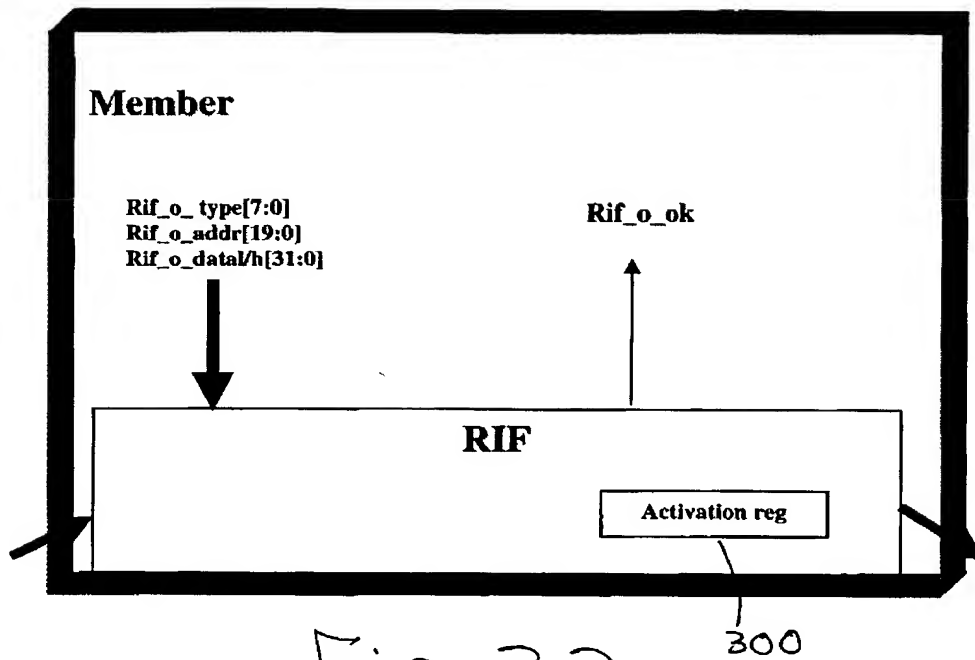 Member
Rif_o_ type[7:0]
Rif_o_addr[19:0]
Rif_o_datal/h[31:0]
Rif_o_ok
RIF
Activation reg
300